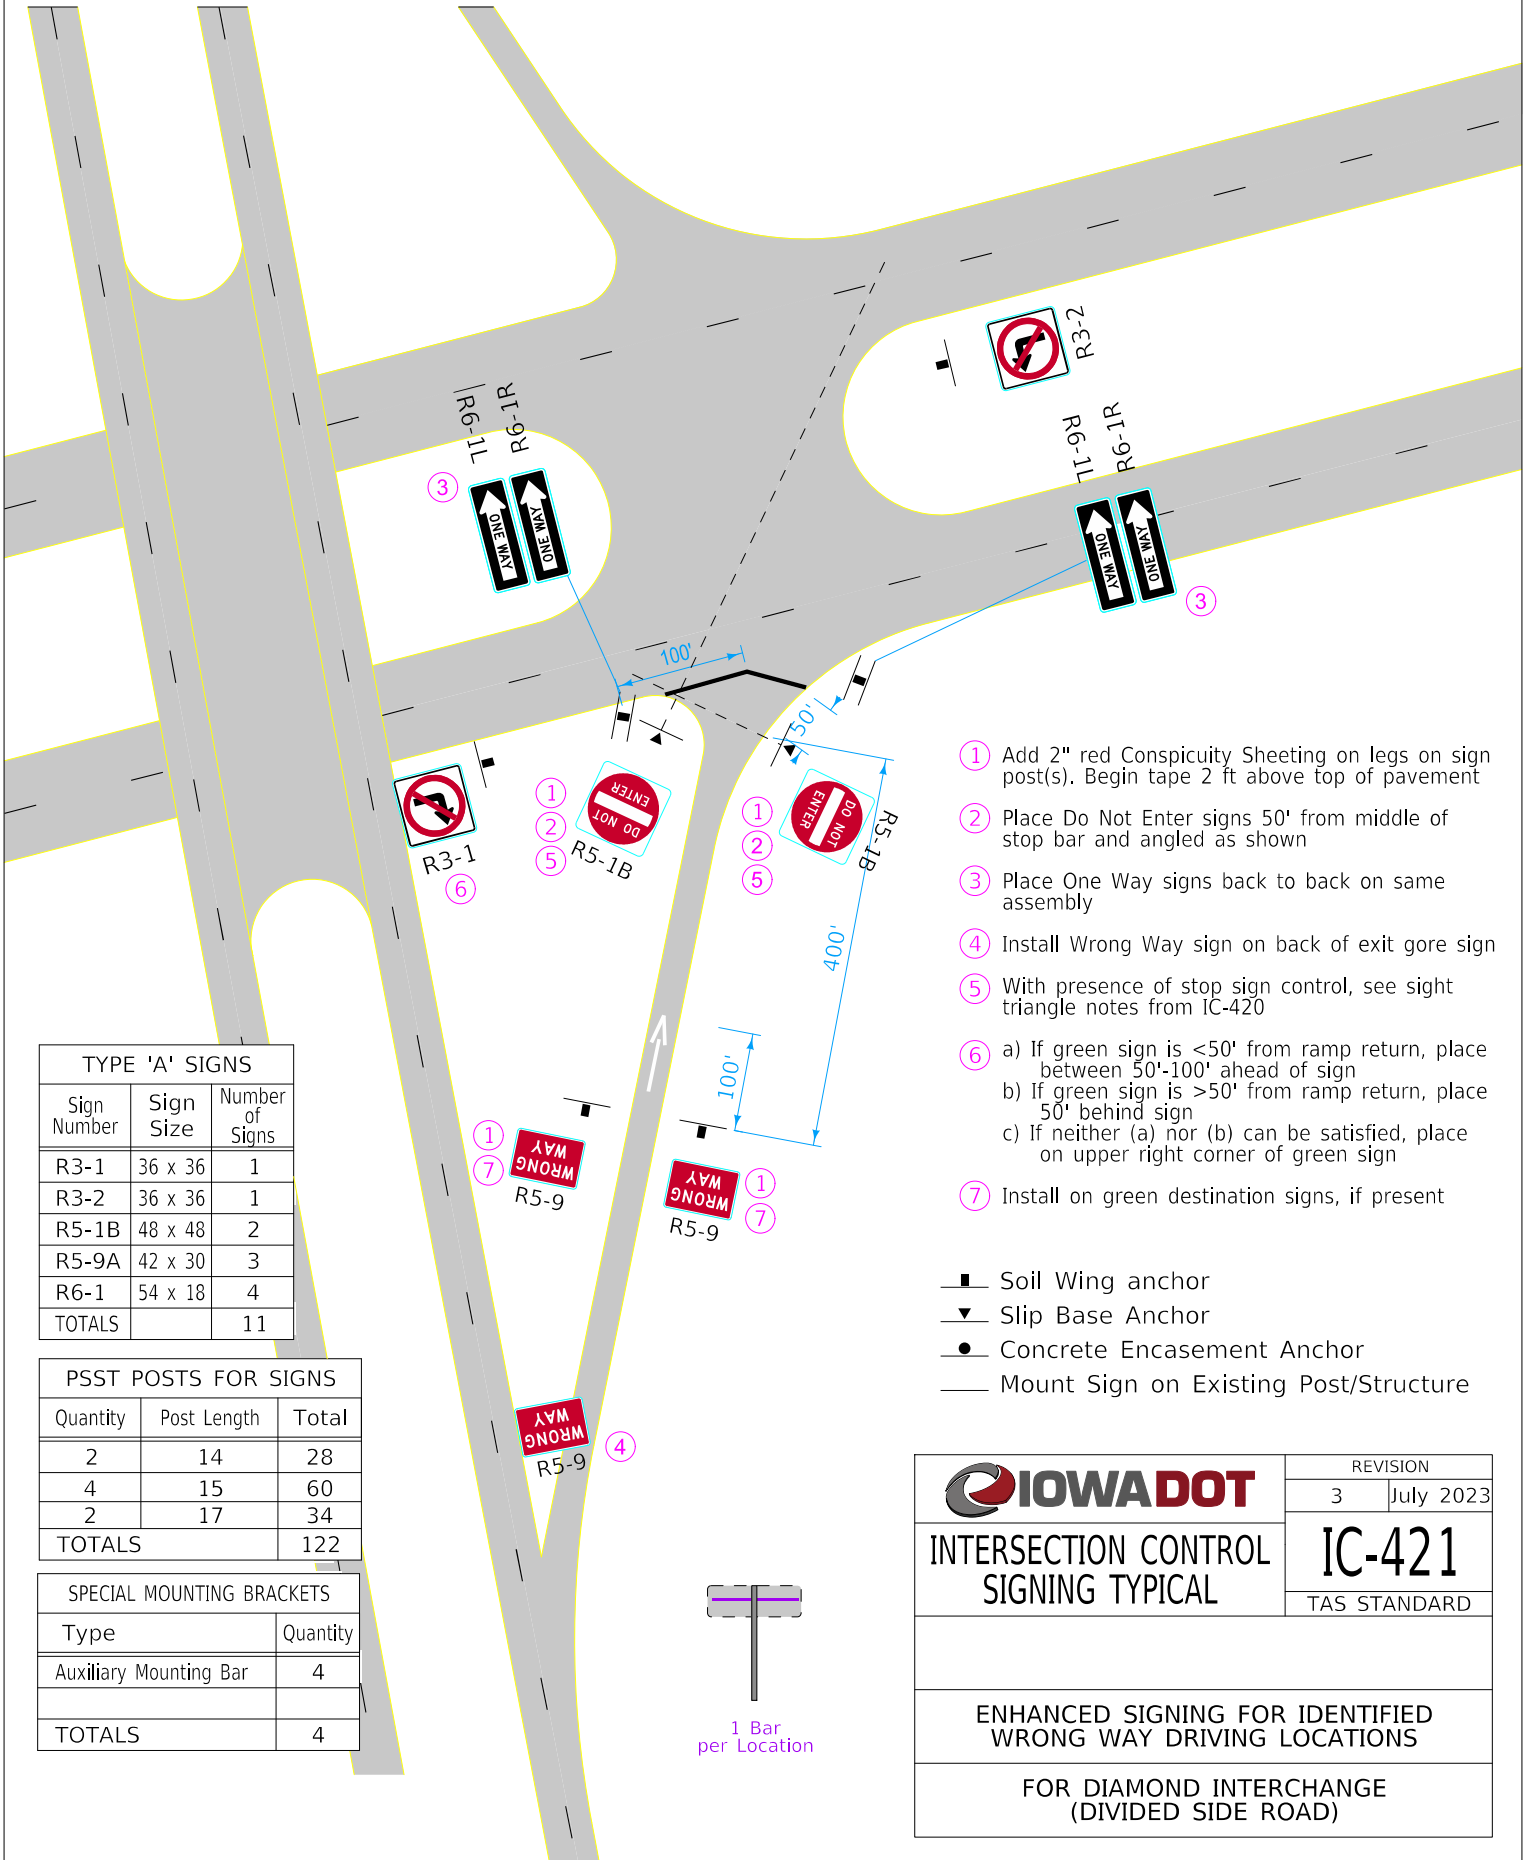 R3-2
R6-1L
R6-1R
3
ONE WAY
ONE WAY
R6-1L
R6-1R
ONE WAY
ONE WAY
3
100'
50'
R3-1
6
1
2
5
DO NOT
ENTER
R5-1B
1
2
5
DO NOT
ENTER
R5-1B
400'
100'
1
7
WRONG
WAY
R5-9
WRONG
WAY
R5-9
1
7
WRONG
WAY
R5-9
4
1 Add 2" red Conspicuity Sheeting on legs on sign
post(s). Begin tape 2 ft above top of pavement
2 Place Do Not Enter signs 50' from middle of
stop bar and angled as shown
3 Place One Way signs back to back on same
assembly
4 Install Wrong Way sign on back of exit gore sign
5 With presence of stop sign control, see sight
triangle notes from IC-420
6 a) If green sign is <50' from ramp return, place
between 50'-100' ahead of sign
b) If green sign is >50' from ramp return, place
50' behind sign
c) If neither (a) nor (b) can be satisfied, place
on upper right corner of green sign
7 Install on green destination signs, if present
Soil Wing anchor
Slip Base Anchor
Concrete Encasement Anchor
Mount Sign on Existing Post/Structure
TYPE 'A' SIGNS
Sign Number Sign Size Number of Signs
R3-1 36 x 36 1
R3-2 36 x 36 1
R5-1B 48 x 48 2
R5-9A 42 x 30 3
R6-1 54 x 18 4
TOTALS 11
PSST POSTS FOR SIGNS
Quantity Post Length Total
2 14 28
4 15 60
2 17 34
TOTALS 122
SPECIAL MOUNTING BRACKETS
Type Quantity
Auxiliary Mounting Bar 4
TOTALS 4
1 Bar
per Location
IOWADOT
REVISION
3 July 2023
INTERSECTION CONTROL
SIGNING TYPICAL
IC-421
TAS STANDARD
ENHANCED SIGNING FOR IDENTIFIED
WRONG WAY DRIVING LOCATIONS
FOR DIAMOND INTERCHANGE
(DIVIDED SIDE ROAD)